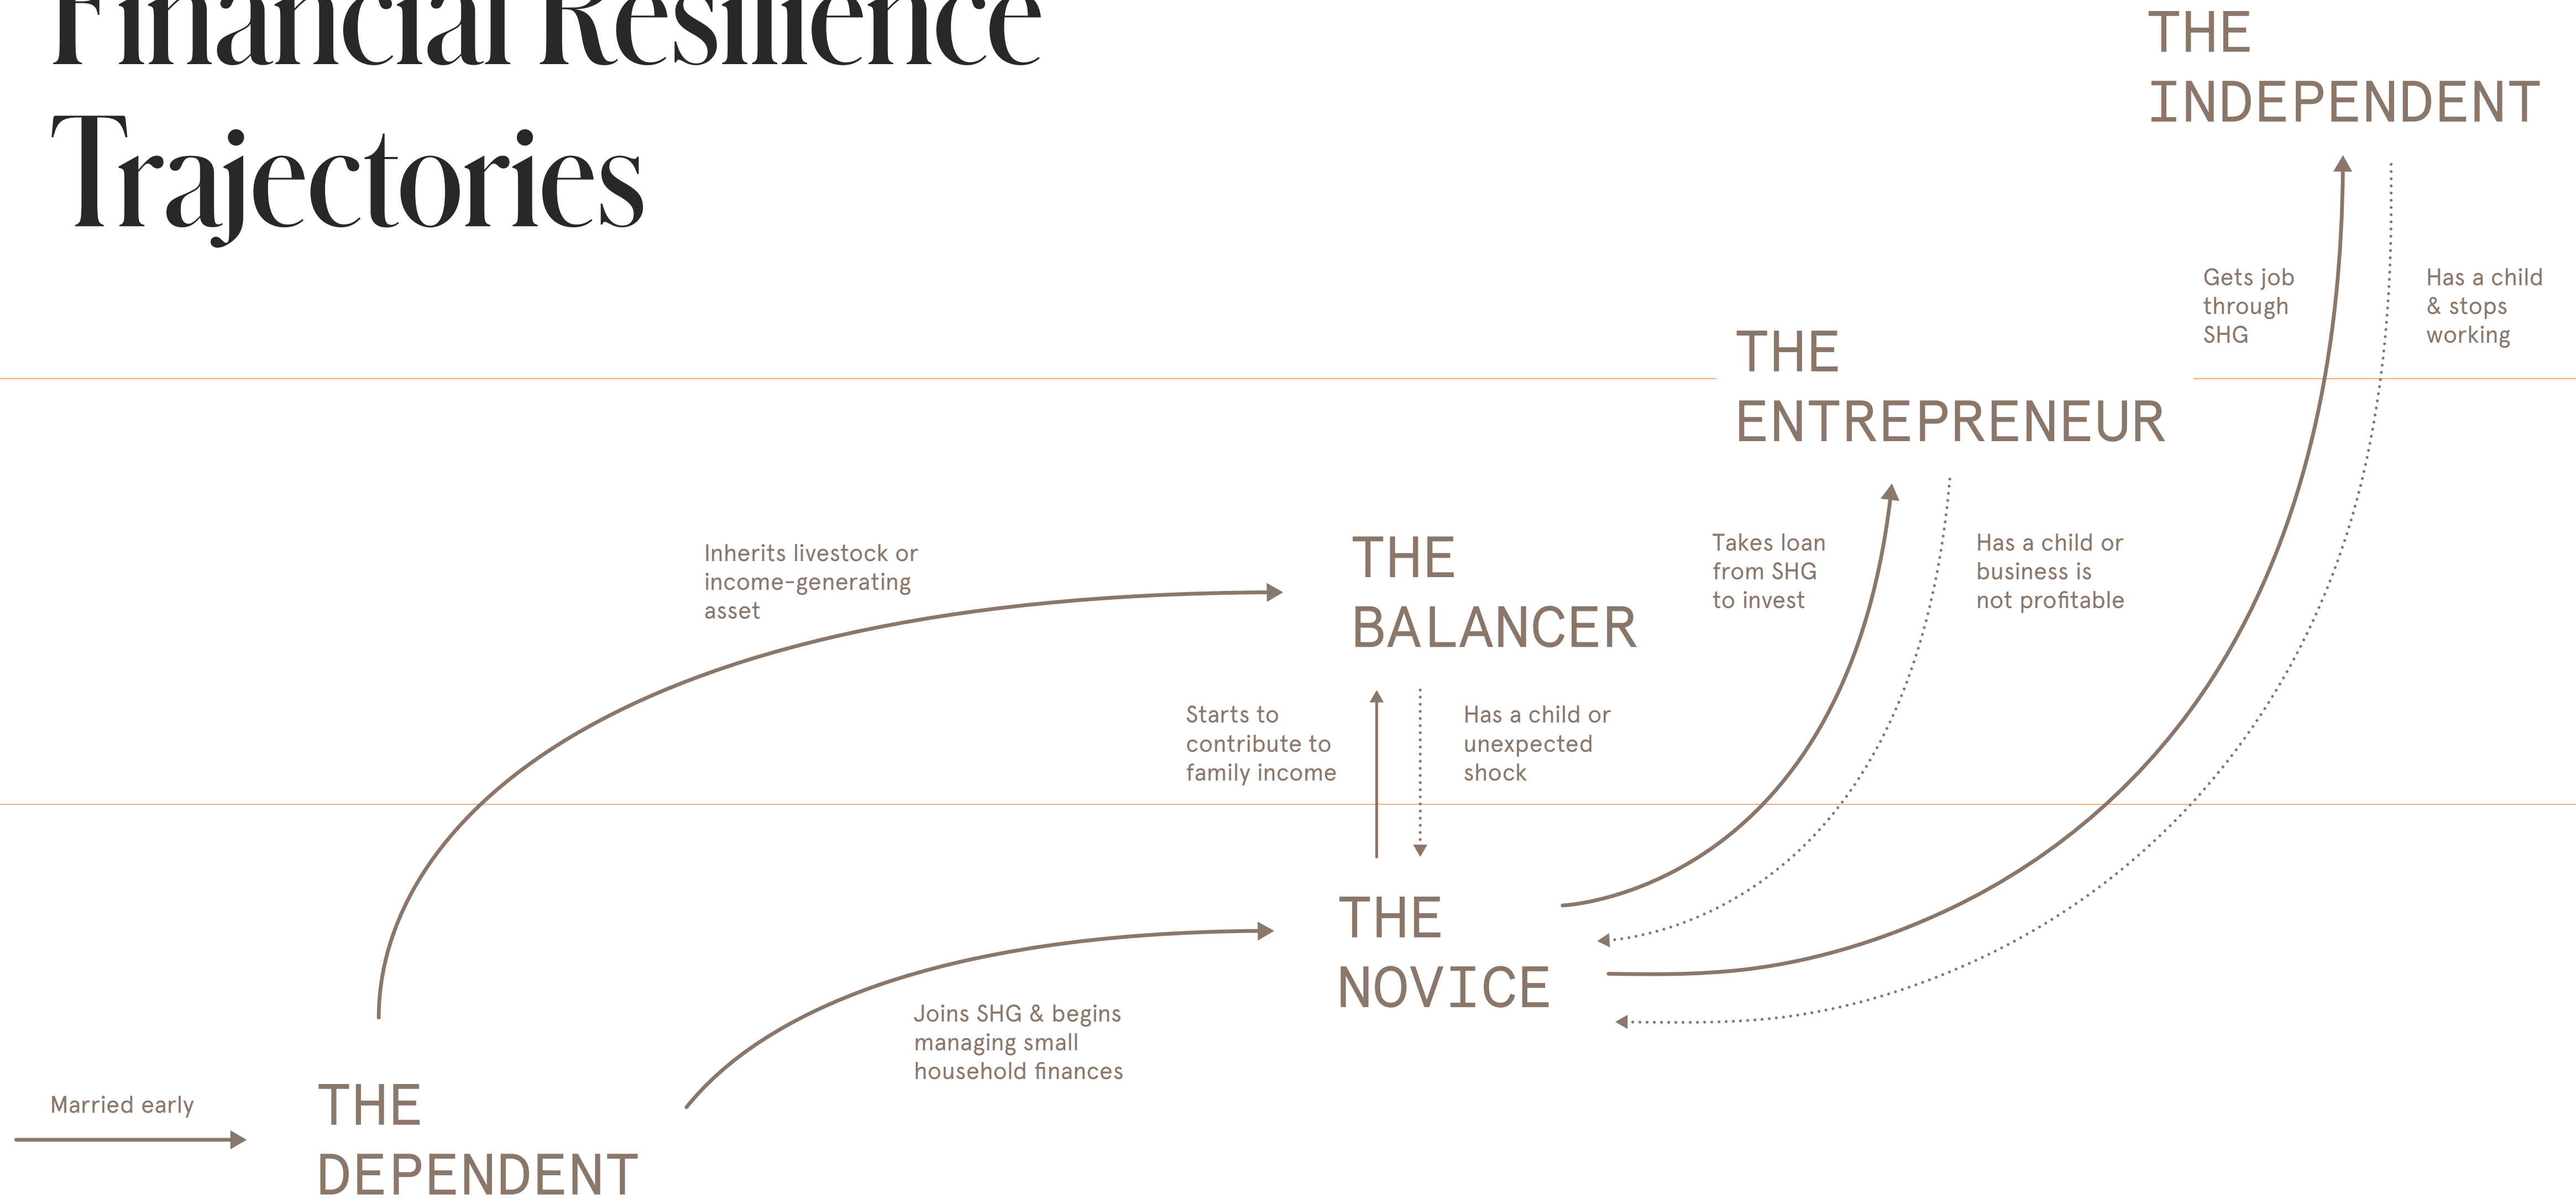 Financial Resilience
Trajectories
THE
INDEPENDENT
Gets job
through
SHG
Has a child
& stops
working
THE
ENTREPRENEUR
Takes loan
from SHG
to invest
Has a child or
business is
not profitable
Inherits livestock or
income-generating
asset
THE
BALANCER
Starts to
contribute to
family income
Has a child or
unexpected
shock
THE
NOVICE
Joins SHG & begins
managing small
household finances
Married early
THE
DEPENDENT